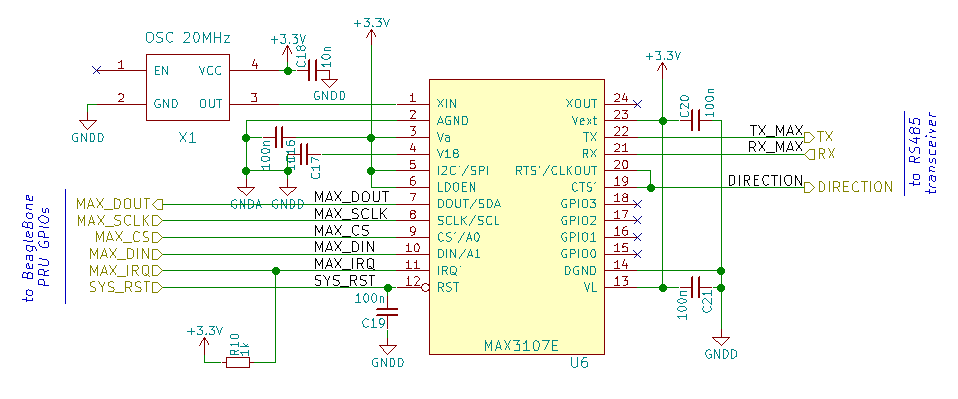 OSC 20MHz
+3.3V
+3.3V
C18
10n
1 EN VCC 4
2 GND OUT 3
X1
GNDD
GNDD
+3.3V
C20
100n
1 XIN XOUT 24
2 AGND Vext 23
3 Va TX 22 TX_MAX TX
4 V18 RX 21 RX_MAX RX
5 I2C'/SPI RTS'/CLKOUT 20
6 LDOEN CTS' 19 DIRECTION DIRECTION
MAX_DOUT MAX_DOUT 7 DOUT/SDA GPIO3 18
MAX_SCLK MAX_SCLK 8 SCLK/SCL GPIO2 17
MAX_CS MAX_CS 9 CS'/A0 GPIO1 16
MAX_DIN MAX_DIN 10 DIN/A1 GPIO0 15
MAX_IRQ MAX_IRQ 11 IRQ' DGND 14
SYS_RST SYS_RST 12 RST VL 13
100n
C17
GNDA
GNDD
to BeagleBone
PRU GPIOs
to RS485
transceiver
100n
C19
GNDD
100n
C21
GNDD
+3.3V
R10
1k
MAX3107E
U6